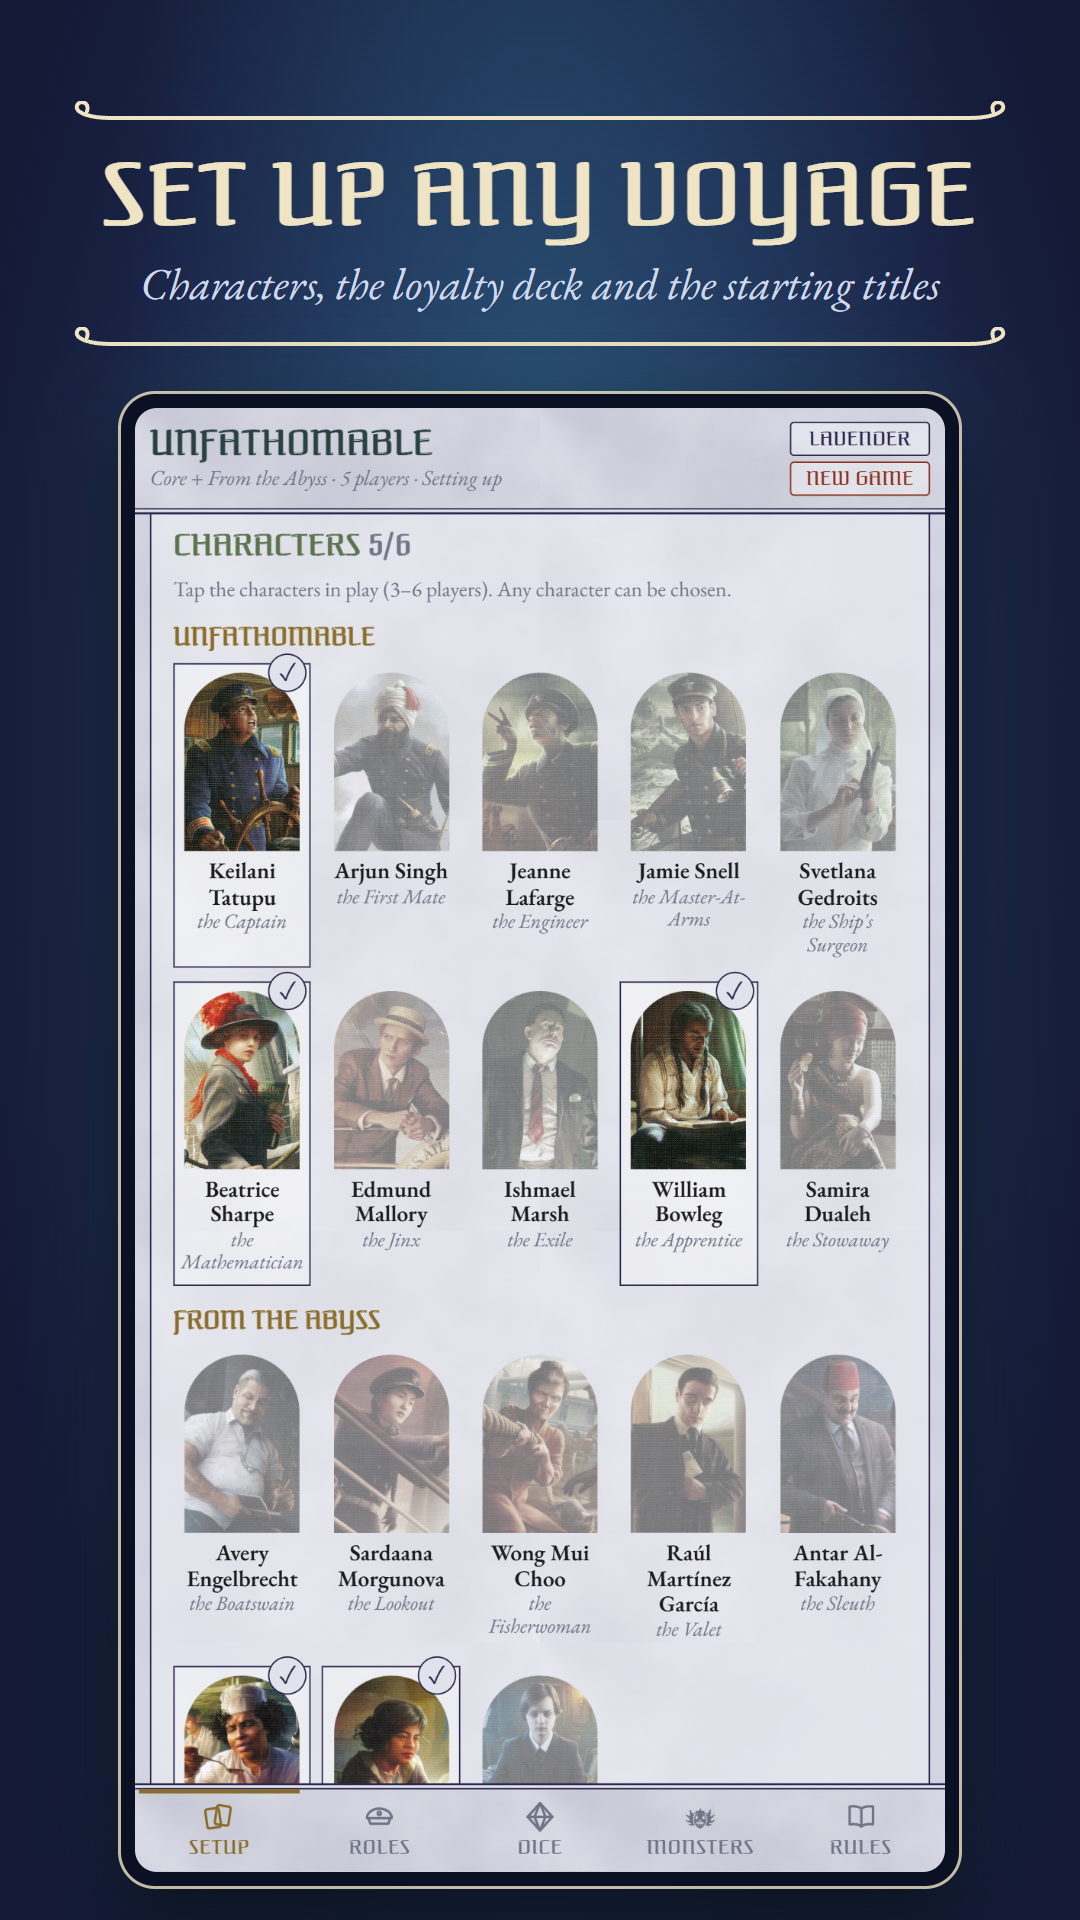 SET UP ANY VOYAGE
Characters, the loyalty deck and the starting titles
UNFATHOMABLE
Core + From the Abyss · 5 players · Setting up
LAVENDER
NEW GAME
CHARACTERS 5/6
Tap the characters in play (3–6 players). Any character can be chosen.
UNFATHOMABLE
Keilani
Tatupu
the Captain
Arjun Singh
the First Mate
Jeanne
Lafarge
the Engineer
Jamie Snell
the Master-At-
Arms
Svetlana
Gedroits
the Ship's
Surgeon
Beatrice
Sharpe
the
Mathematician
Edmund
Mallory
the Jinx
Ishmael
Marsh
the Exile
William
Bowleg
the Apprentice
Samira
Dualeh
the Stowaway
FROM THE ABYSS
Avery
Engelbrecht
the Boatswain
Sardaana
Morgunova
the Lookout
Wong Mui
Choo
the
Fisherwoman
Raúl
Martínez
García
the Valet
Antar Al-
Fakahany
the Sleuth
SETUP
ROLES
DICE
MONSTERS
RULES